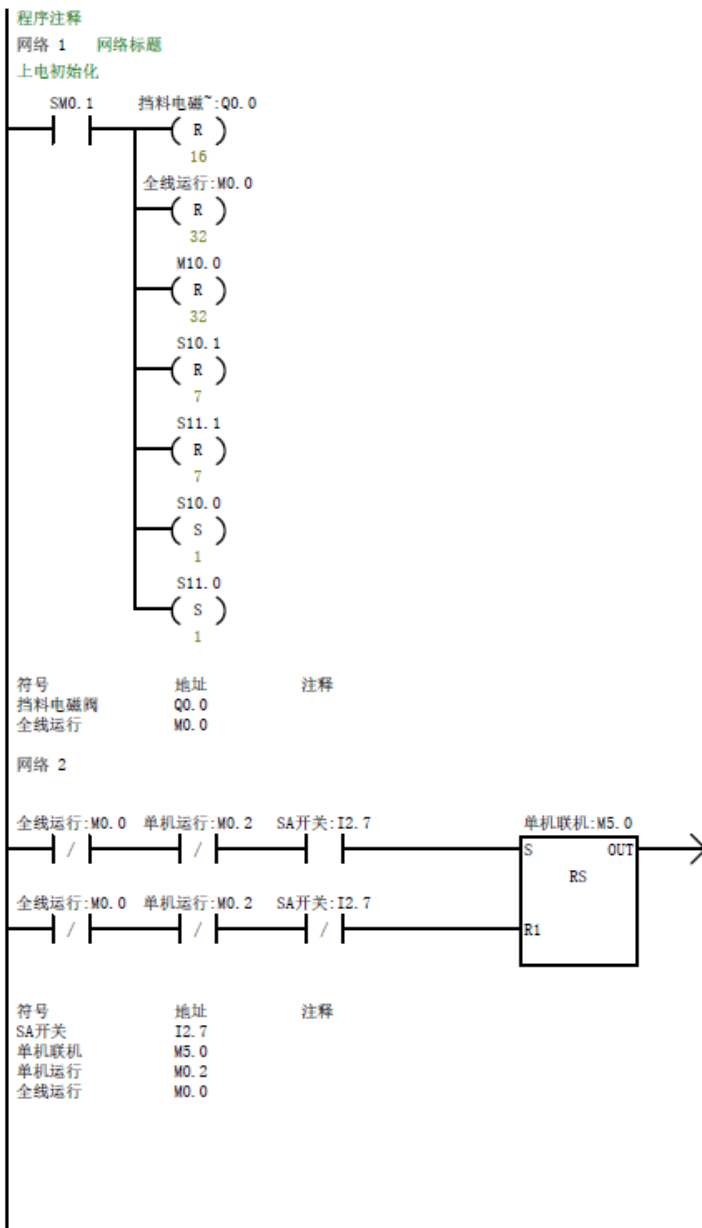 程序注释
网络 1 网络标题
上电初始化
SM0.1 挡料电磁~:Q0.0
R
16
全线运行:M0.0
R
32
M10.0
R
32
S10.1
R
7
S11.1
R
7
S10.0
S
1
S11.0
S
1
符号 地址 注释
挡料电磁阀 Q0.0
全线运行 M0.0
网络 2
全线运行:M0.0 单机运行:M0.2 SA开关:I2.7 单机联机:M5.0
/ / S OUT
RS
全线运行:M0.0 单机运行:M0.2 SA开关:I2.7
/ / / R1
符号 地址 注释
SA开关 I2.7
单机联机 M5.0
单机运行 M0.2
全线运行 M0.0